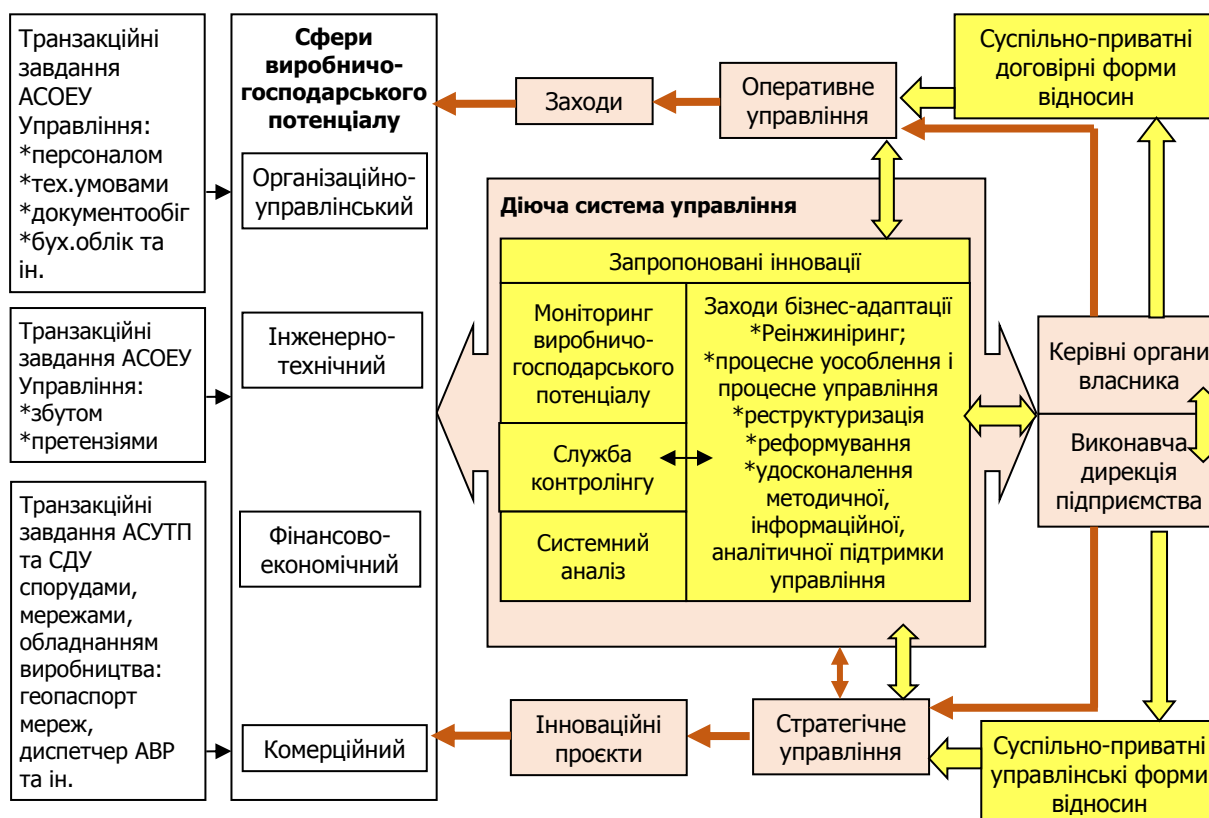 Транзакційні
завдання
АСОЕУ
Управління:
*персоналом
*тех.умовами
*документообіг
*бух.облік та
ін.
Транзакційні
завдання АСОЕУ
Управління:
*збутом
*претензіями
Транзакційні
завдання АСУТП
та СДУ
спорудами,
мережами,
обладнанням
виробництва:
геопаспорт
мереж,
диспетчер АВР
та ін.
Сфери
виробничо-
господарського
потенціалу
Організаційно-
управлінський
Інженерно-
технічний
Фінансово-
економічний
Комерційний
Заходи
Оперативне
управління
Суспільно-приватні
договірні форми
відносин
Діюча система управління
Запропоновані інновації
Моніторинг
виробничо-
господарського
потенціалу
Служба
контролінгу
Системний
аналіз
Заходи бізнес-адаптації
*Реінжиніринг;
*процесне уособлення і
процесне управління
*реструктуризація
*реформування
*удосконалення
методичної,
інформаційної,
аналітичної підтримки
управління
Керівні органи
власника
Виконавча
дирекція
підприємства
Інноваційні
проєкти
Стратегічне
управління
Суспільно-приватні
управлінські форми
відносин